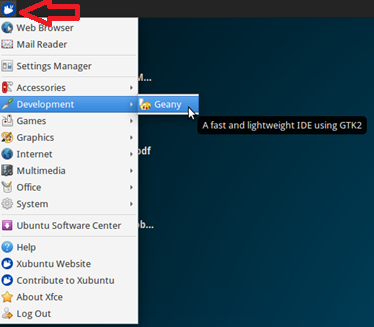 Web Browser
Mail Reader
Settings Manager
M...
Accessories
Development
Geany
Games
A fast and lightweight IDE using GTK2
Graphics
Internet
odf
Multimedia
Office
System
Ubuntu Software Center
b...
Help
Xubuntu Website
Contribute to Xubuntu
About Xfce
Log Out